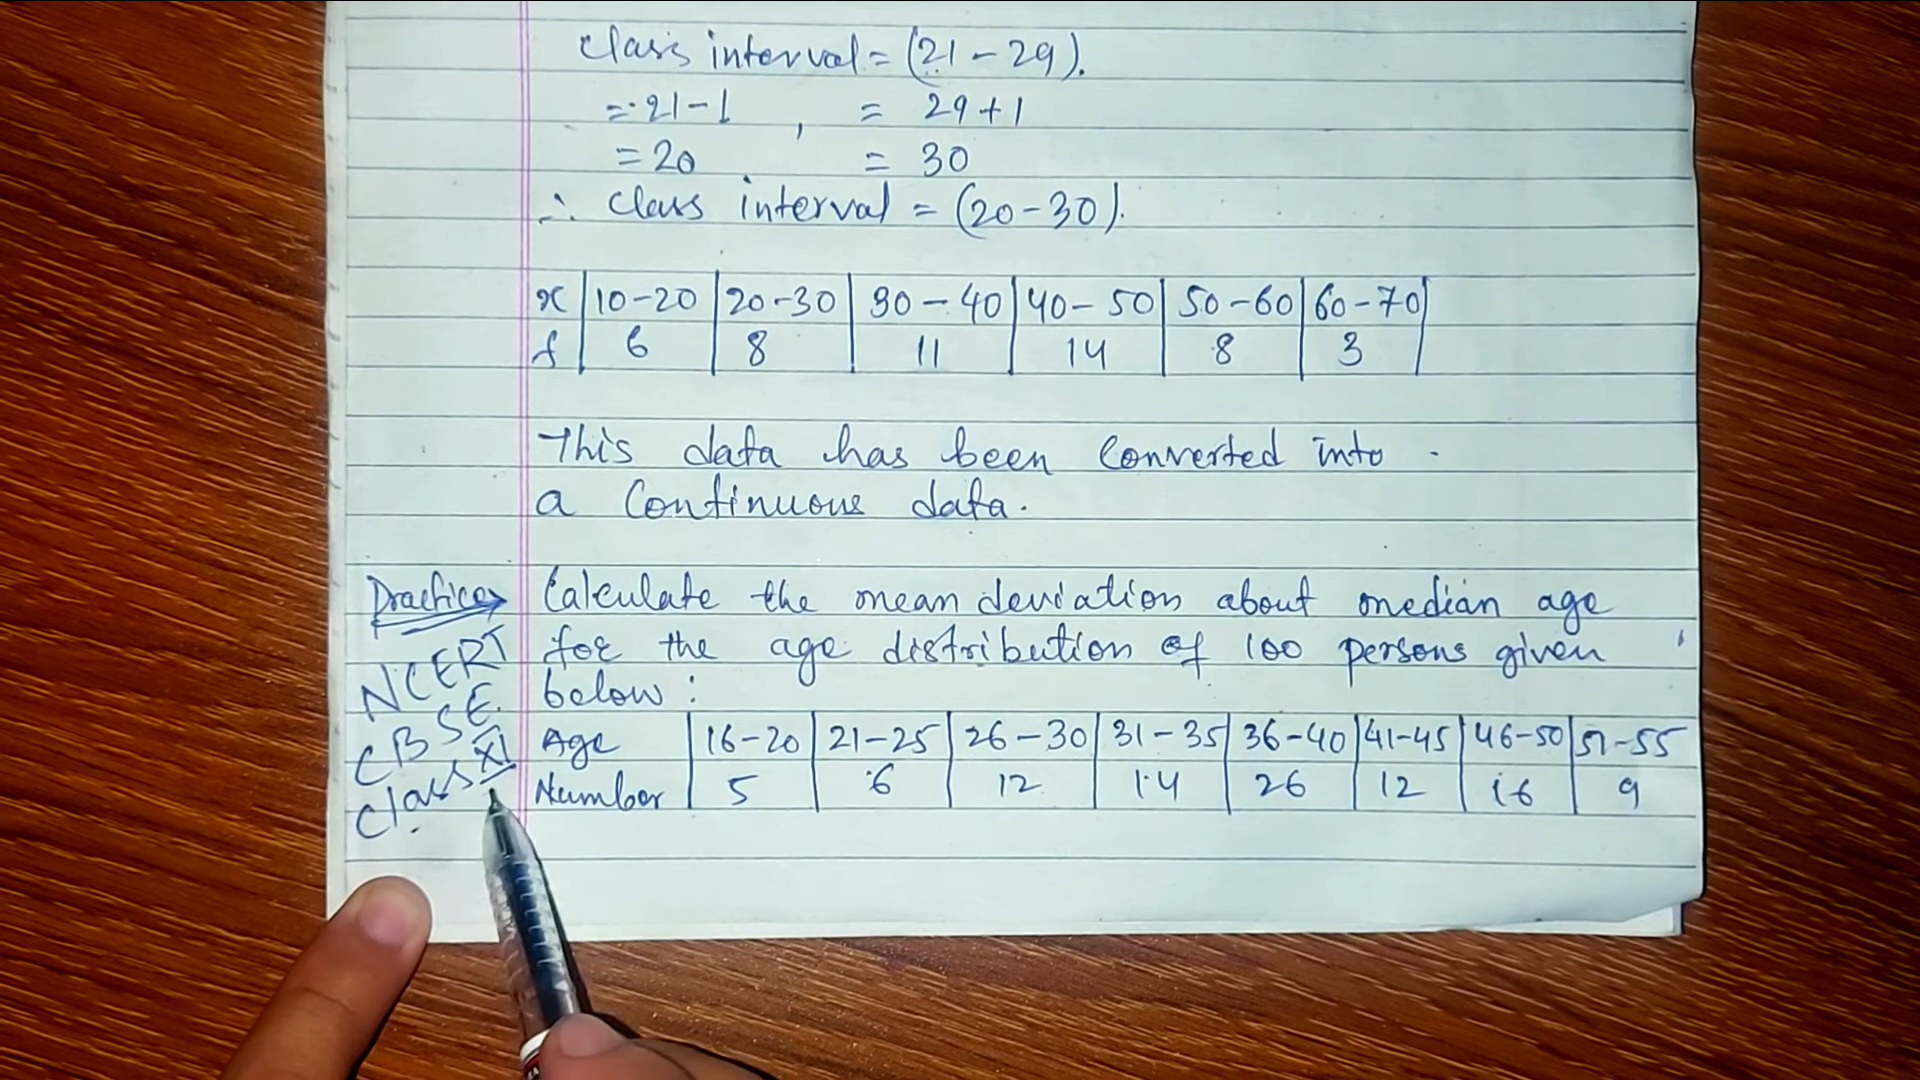 Class interval = (21 - 29).
= 21 - 1 , = 29 + 1
= 20 = 30
∴ Class interval = (20 - 30).
x | 10-20 | 20-30 | 30-40 | 40-50 | 50-60 | 60-70
f | 6 | 8 | 11 | 14 | 8 | 3
This data has been Converted into
a Continuous data.
Practice → Calculate the mean deviation about median age
for the age distribution of 100 persons given
below :
NCERT
CBSE
Class XI
Age | 16-20 | 21-25 | 26-30 | 31-35 | 36-40 | 41-45 | 46-50 | 51-55
Number | 5 | 6 | 12 | 14 | 26 | 12 | 16 | 9